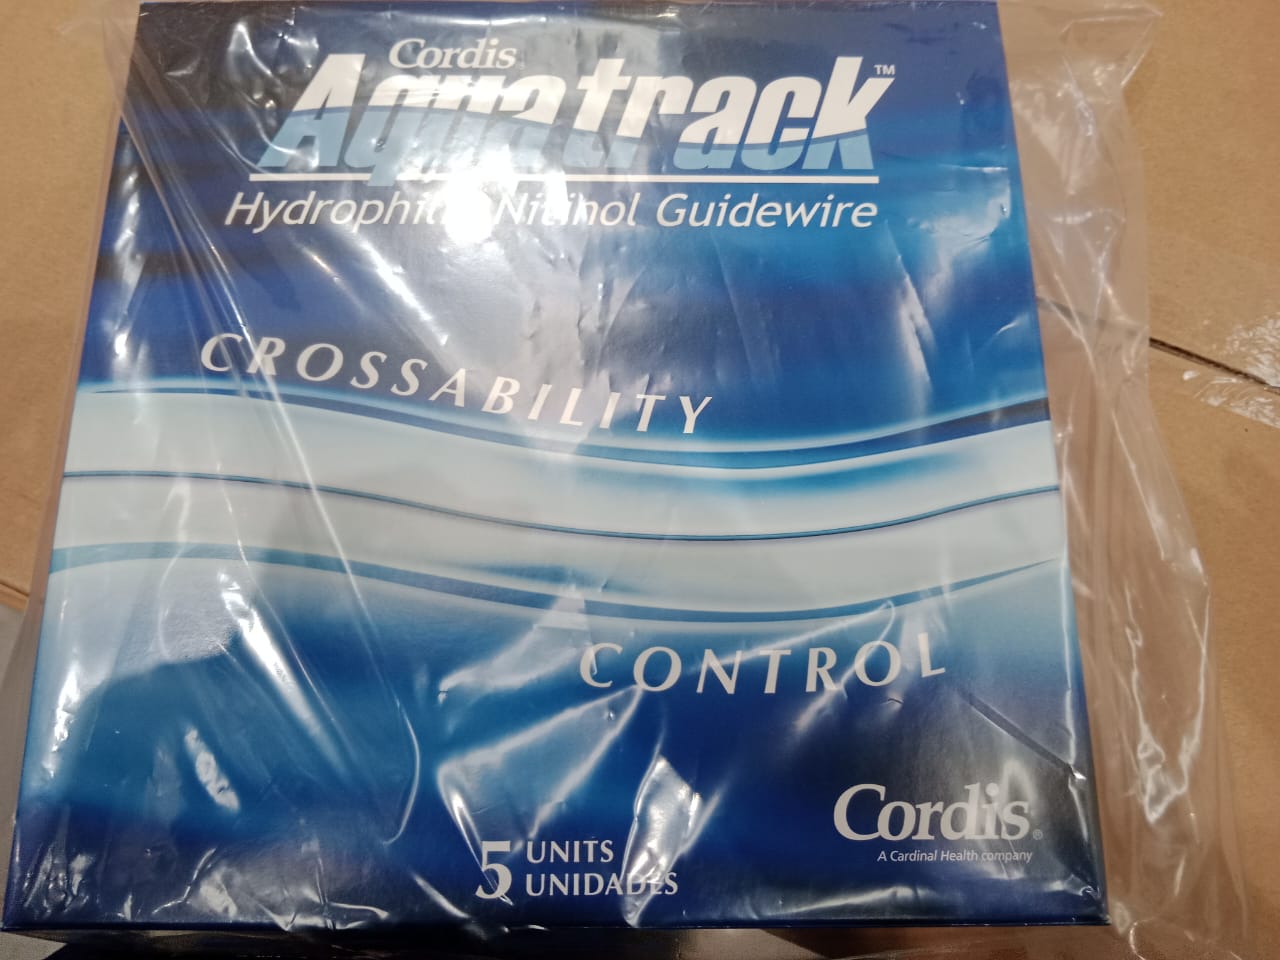 Cordis
Aquatrack™
Hydrophilic Nitinol Guidewire
CROSSABILITY
CONTROL
5 UNITS
UNIDADES
Cordis®
A Cardinal Health company